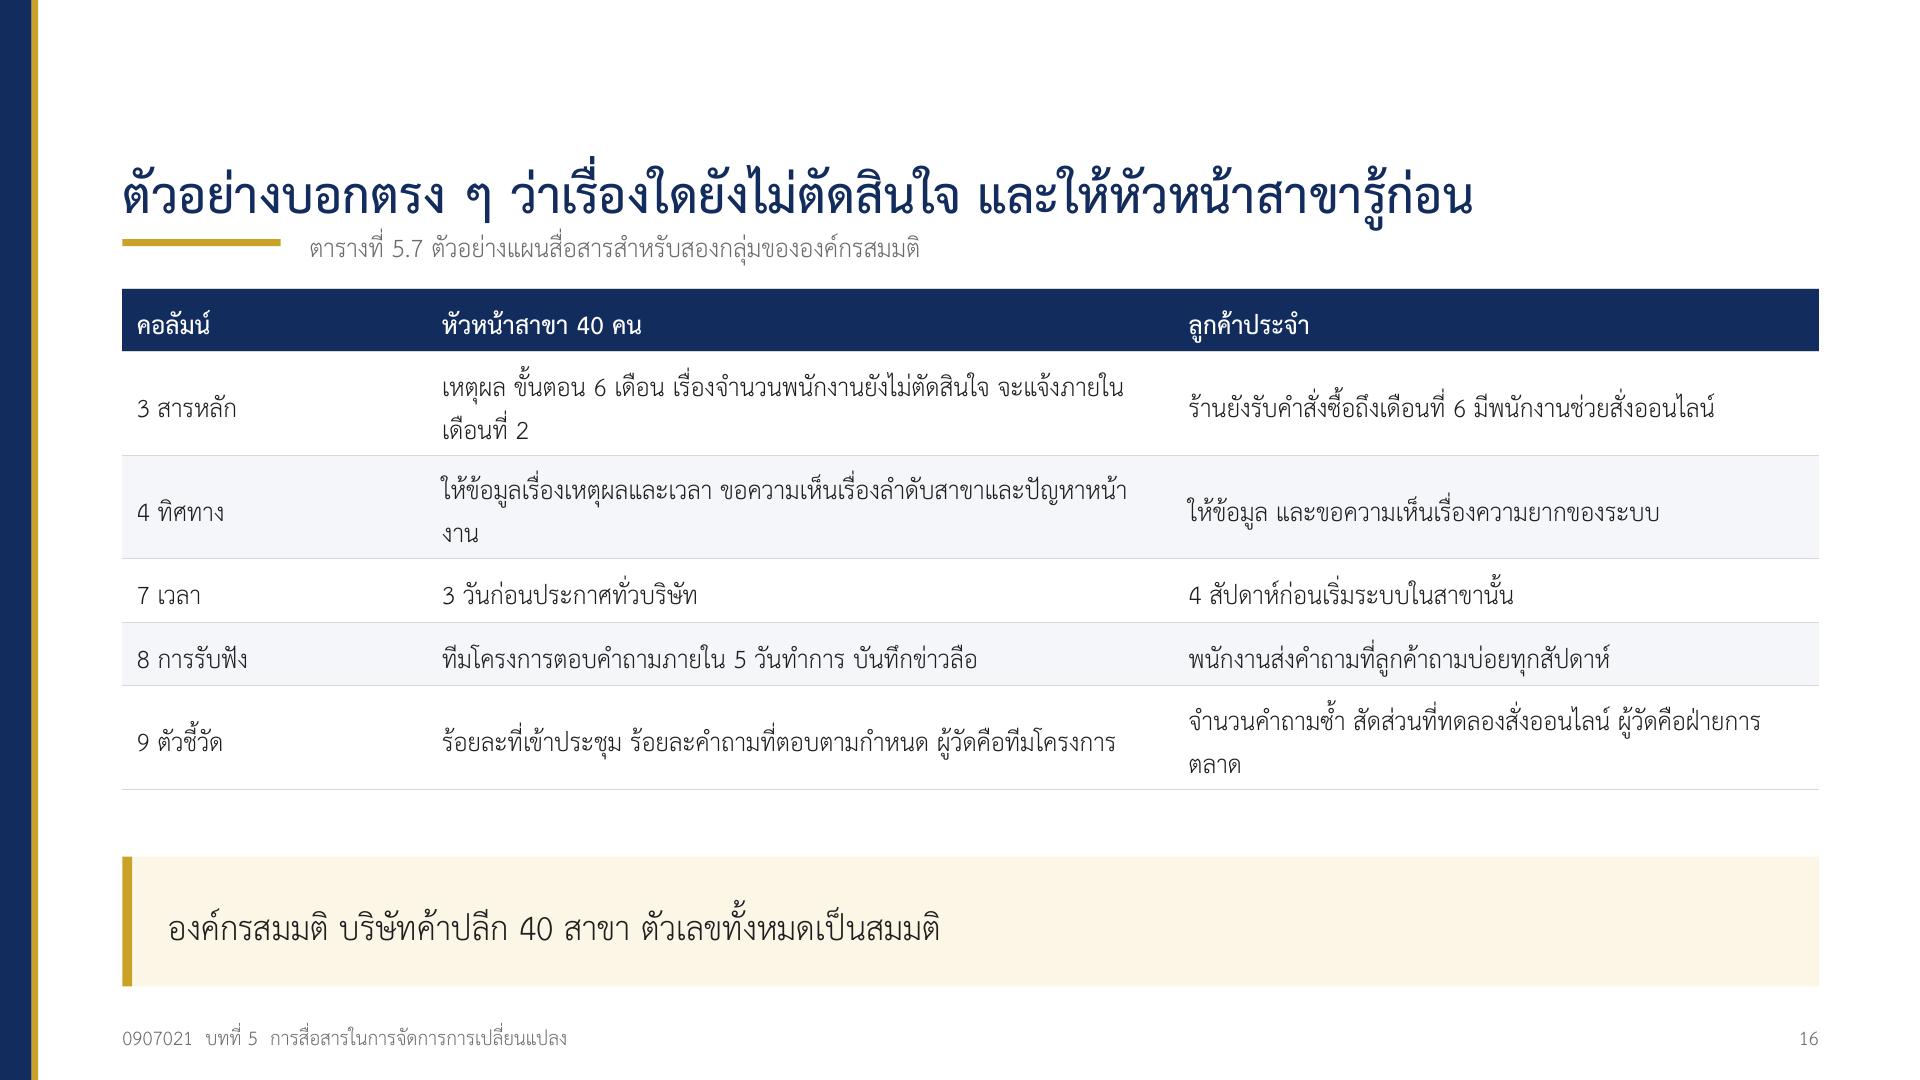 ตัวอย่างบอกตรง ๆ ว่าเรื่องใดยังไม่ตัดสินใจ และให้หัวหน้าสาขารู้ก่อน
ตารางที่ 5.7 ตัวอย่างแผนสื่อสารสำหรับสองกลุ่มขององค์กรสมมติ
คอลัมน์ หัวหน้าสาขา 40 คน ลูกค้าประจำ
3 สารหลัก
เหตุผล ขั้นตอน 6 เดือน เรื่องจำนวนพนักงานยังไม่ตัดสินใจ จะแจ้งภายใน
เดือนที่ 2
ร้านยังรับคำสั่งซื้อถึงเดือนที่ 6 มีพนักงานช่วยสั่งออนไลน์
4 ทิศทาง
ให้ข้อมูลเรื่องเหตุผลและเวลา ขอความเห็นเรื่องลำดับสาขาและปัญหาหน้า
งาน
ให้ข้อมูล และขอความเห็นเรื่องความยากของระบบ
7 เวลา 3 วันก่อนประกาศทั่วบริษัท 4 สัปดาห์ก่อนเริ่มระบบในสาขานั้น
8 การรับฟัง ทีมโครงการตอบคำถามภายใน 5 วันทำการ บันทึกข่าวลือ พนักงานส่งคำถามที่ลูกค้าถามบ่อยทุกสัปดาห์
9 ตัวชี้วัด ร้อยละที่เข้าประชุม ร้อยละคำถามที่ตอบตามกำหนด ผู้วัดคือทีมโครงการ
จำนวนคำถามซ้ำ สัดส่วนที่ทดลองสั่งออนไลน์ ผู้วัดคือฝ่ายการ
ตลาด
องค์กรสมมติ บริษัทค้าปลีก 40 สาขา ตัวเลขทั้งหมดเป็นสมมติ
0907021 บทที่ 5 การสื่อสารในการจัดการการเปลี่ยนแปลง 16